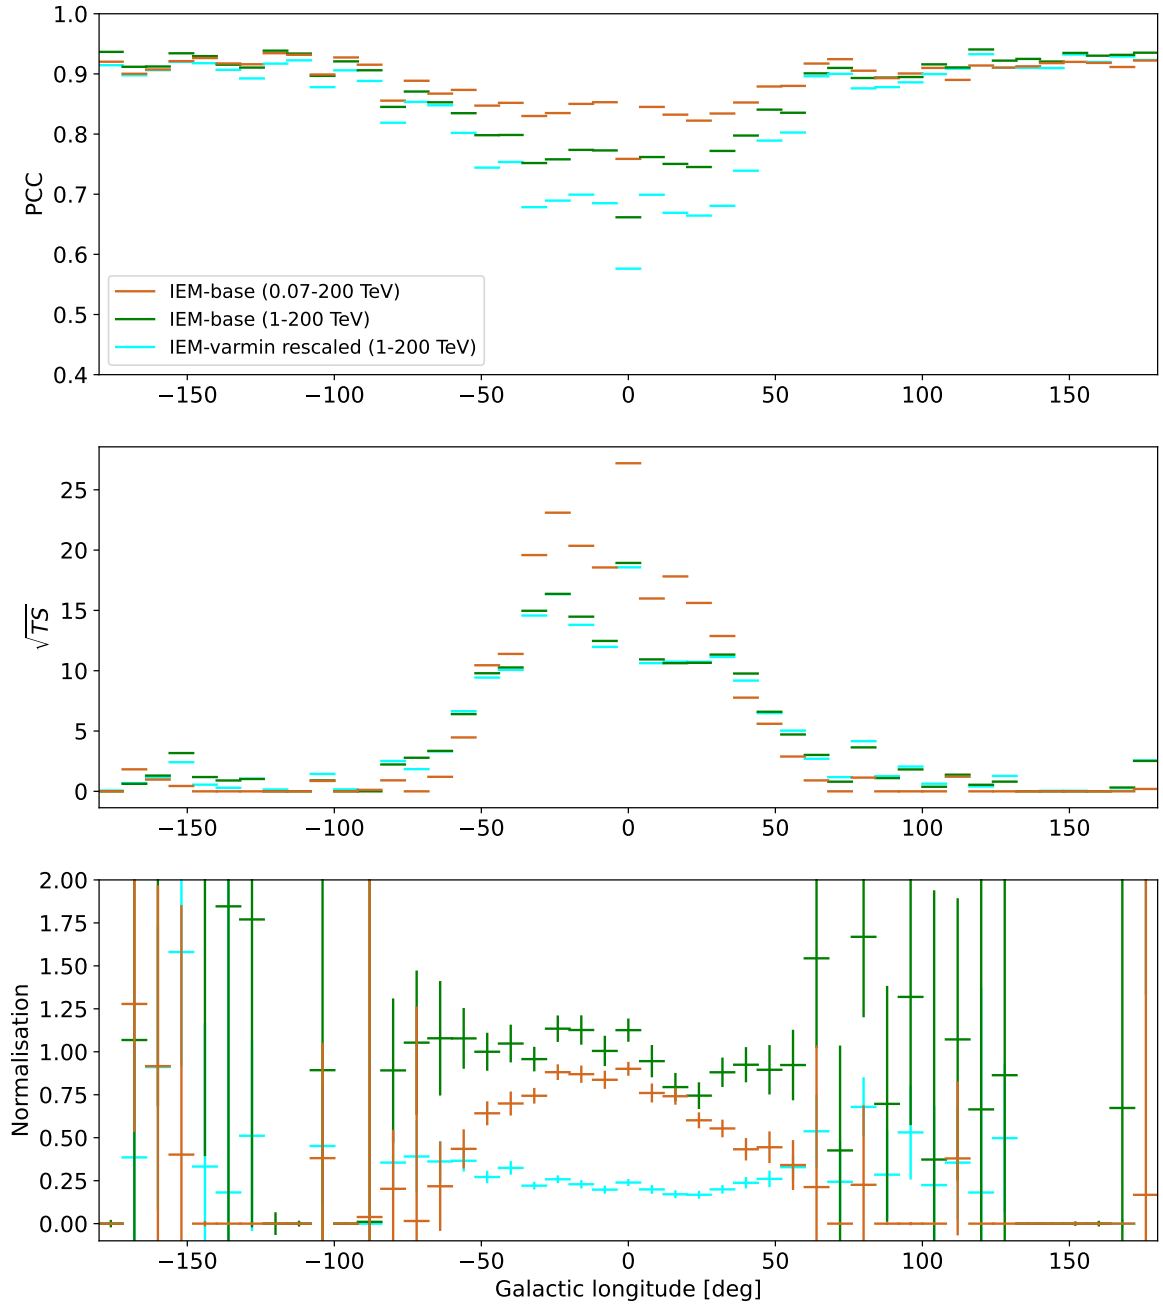 1.0
0.9
0.8
0.7
0.6
0.5
0.4
PCC
IEM-base (0.07-200 TeV)
IEM-base (1-200 TeV)
IEM-varmin rescaled (1-200 TeV)
−150 −100 −50 0 50 100 150
25
20
15
10
5
0
√TS
−150 −100 −50 0 50 100 150
2.00
1.75
1.50
1.25
1.00
0.75
0.50
0.25
0.00
Normalisation
−150 −100 −50 0 50 100 150
Galactic longitude [deg]